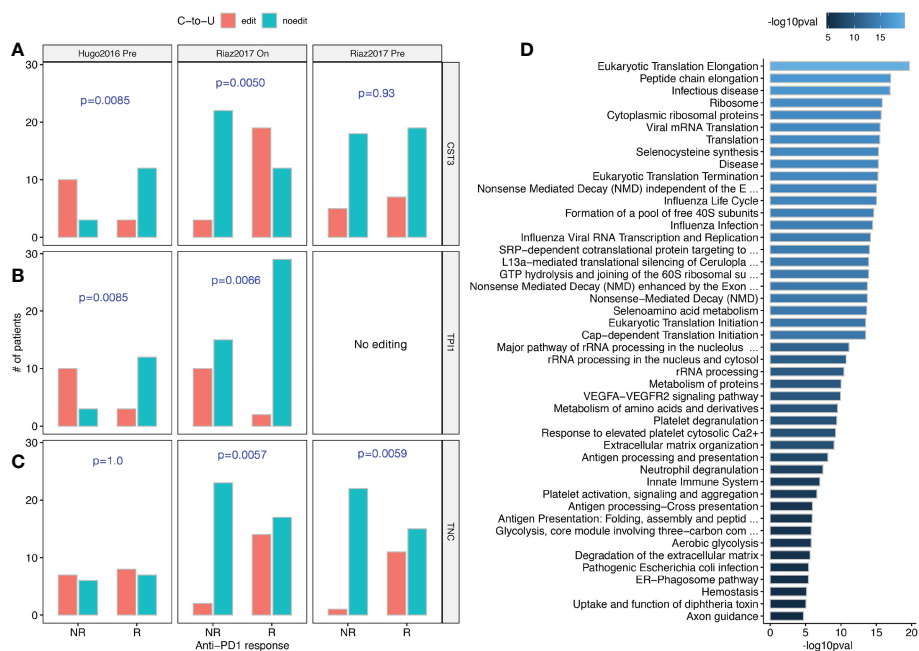 C-to-U edit noedit
A
Hugo2016 Pre
Riaz2017 On
Riaz2017 Pre
30
20
10
0
p=0.0085
p=0.0050
p=0.93
CST3
B
30
20
10
0
p=0.0085
p=0.0066
No editing
TPI1
# of patients
C
30
20
10
0
p=1.0
p=0.0057
p=0.0059
TNC
NR R NR R NR R
Anti−PD1 response
D
-log10pval
5 10 15
Eukaryotic Translation Elongation
Peptide chain elongation
Infectious disease
Ribosome
Cytoplasmic ribosomal proteins
Viral mRNA Translation
Translation
Selenocysteine synthesis
Disease
Eukaryotic Translation Termination
Nonsense Mediated Decay (NMD) independent of the E ...
Influenza Life Cycle
Formation of a pool of free 40S subunits
Influenza Infection
Influenza Viral RNA Transcription and Replication
SRP−dependent cotranslational protein targeting to ...
L13a−mediated translational silencing of Cerulopla ...
GTP hydrolysis and joining of the 60S ribosomal su ...
Nonsense Mediated Decay (NMD) enhanced by the Exon ...
Nonsense−Mediated Decay (NMD)
Selenoamino acid metabolism
Eukaryotic Translation Initiation
Cap−dependent Translation Initiation
Major pathway of rRNA processing in the nucleolus ...
rRNA processing in the nucleus and cytosol
rRNA processing
Metabolism of proteins
VEGFA−VEGFR2 signaling pathway
Metabolism of amino acids and derivatives
Platelet degranulation
Response to elevated platelet cytosolic Ca2+
Extracellular matrix organization
Antigen processing and presentation
Neutrophil degranulation
Innate Immune System
Platelet activation, signaling and aggregation
Antigen processing−Cross presentation
Antigen Presentation: Folding, assembly and peptid ...
Glycolysis, core module involving three−carbon com ...
Aerobic glycolysis
Degradation of the extracellular matrix
Pathogenic Escherichia coli infection
ER−Phagosome pathway
Hemostasis
Uptake and function of diphtheria toxin
Axon guidance
0 5 10 15 20
-log10pval